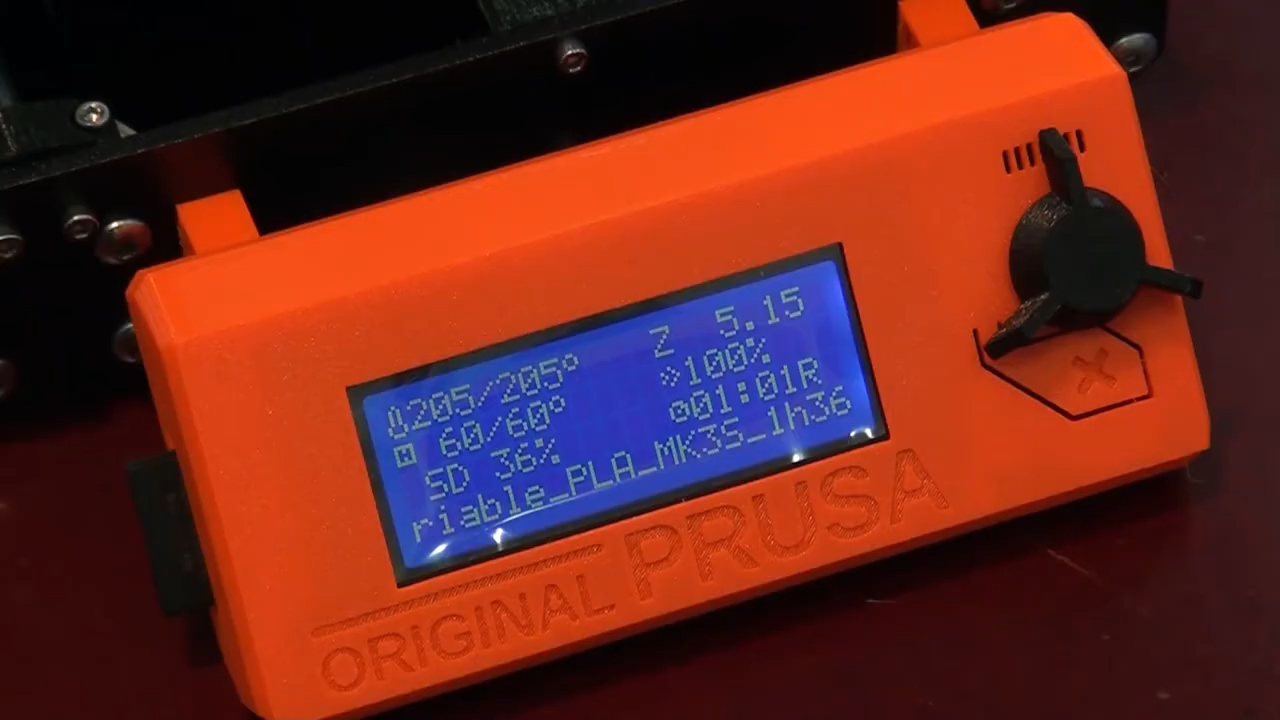 205/205° Z 5.15
60/60° 100%
SD 36% 01:01R
riable_PLA_MK3S_1h36
ORIGINAL PRUSA